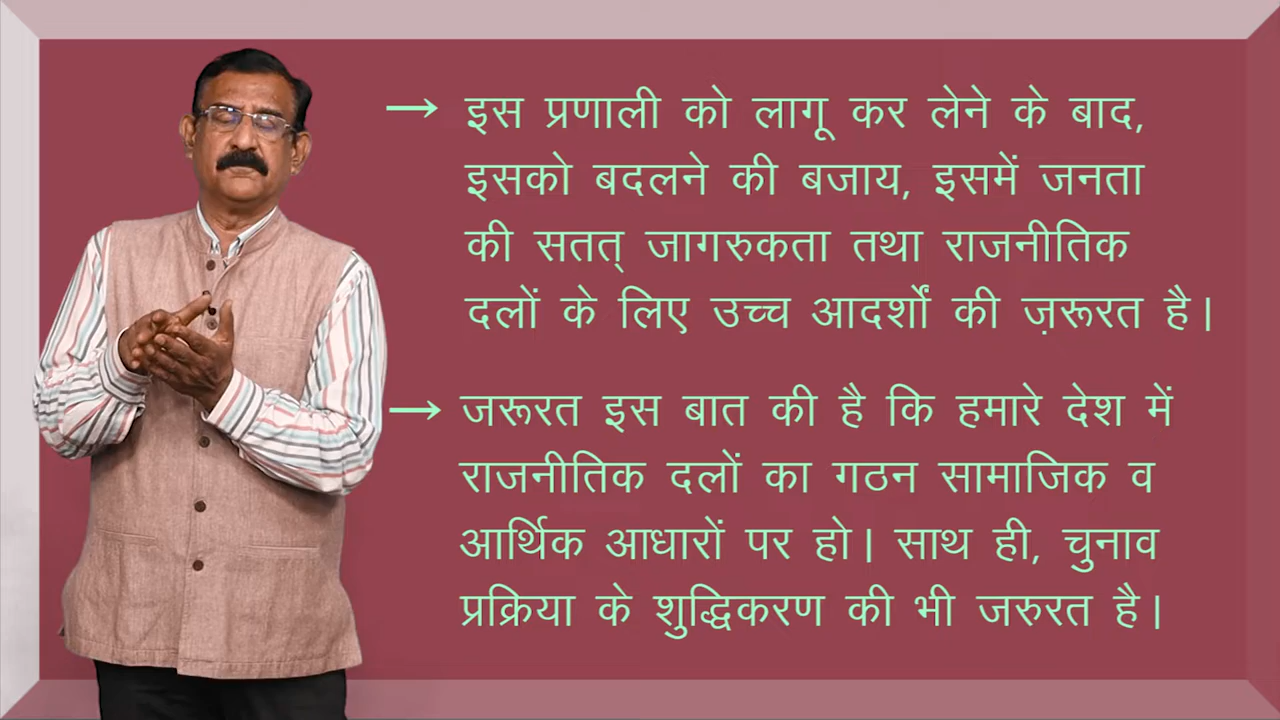 → इस प्रणाली को लागू कर लेने के बाद,
इसको बदलने की बजाय, इसमें जनता
की सतत् जागरुकता तथा राजनीतिक
दलों के लिए उच्च आदर्शों की ज़रूरत है।
→ जरूरत इस बात की है कि हमारे देश में
राजनीतिक दलों का गठन सामाजिक व
आर्थिक आधारों पर हो। साथ ही, चुनाव
प्रक्रिया के शुद्धिकरण की भी जरुरत है।